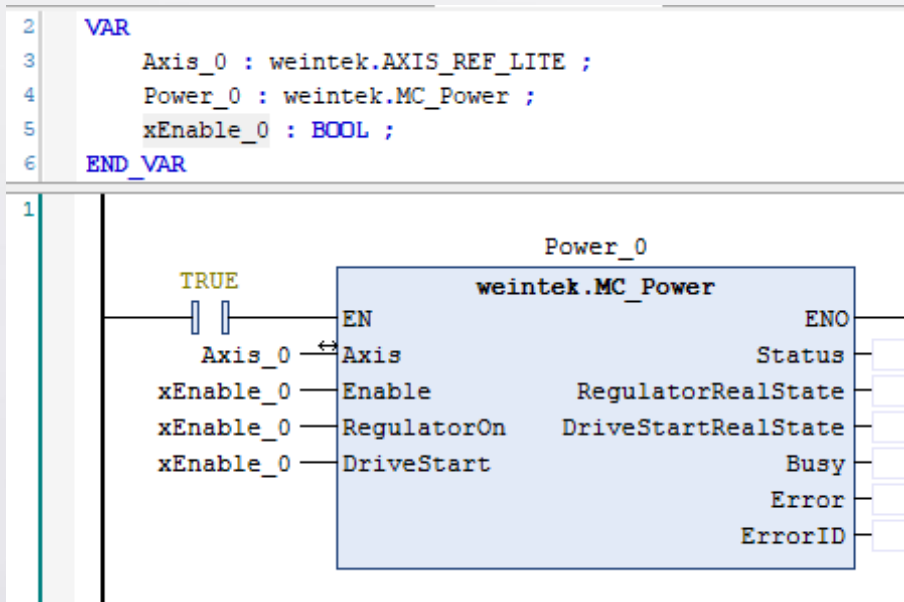 2 VAR
3 Axis_0 : weintek.AXIS_REF_LITE ;
4 Power_0 : weintek.MC_Power ;
5 xEnable_0 : BOOL ;
6 END_VAR
1
Power_0
TRUE weintek.MC_Power
EN ENO
Axis_0 Axis Status
xEnable_0 Enable RegulatorRealState
xEnable_0 RegulatorOn DriveStartRealState
xEnable_0 DriveStart Busy
Error
ErrorID